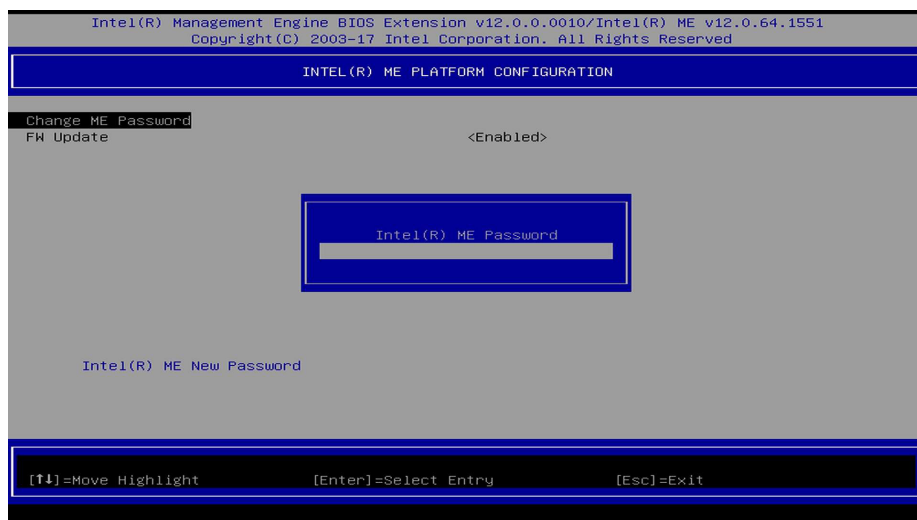 Intel(R) Management Engine BIOS Extension v12.0.0.0010/Intel(R) ME v12.0.64.1551
Copyright(C) 2003-17 Intel Corporation. All Rights Reserved
INTEL(R) ME PLATFORM CONFIGURATION
Change ME Password
FW Update <Enabled>
Intel(R) ME Password
Intel(R) ME New Password
[↑↓]=Move Highlight [Enter]=Select Entry [Esc]=Exit